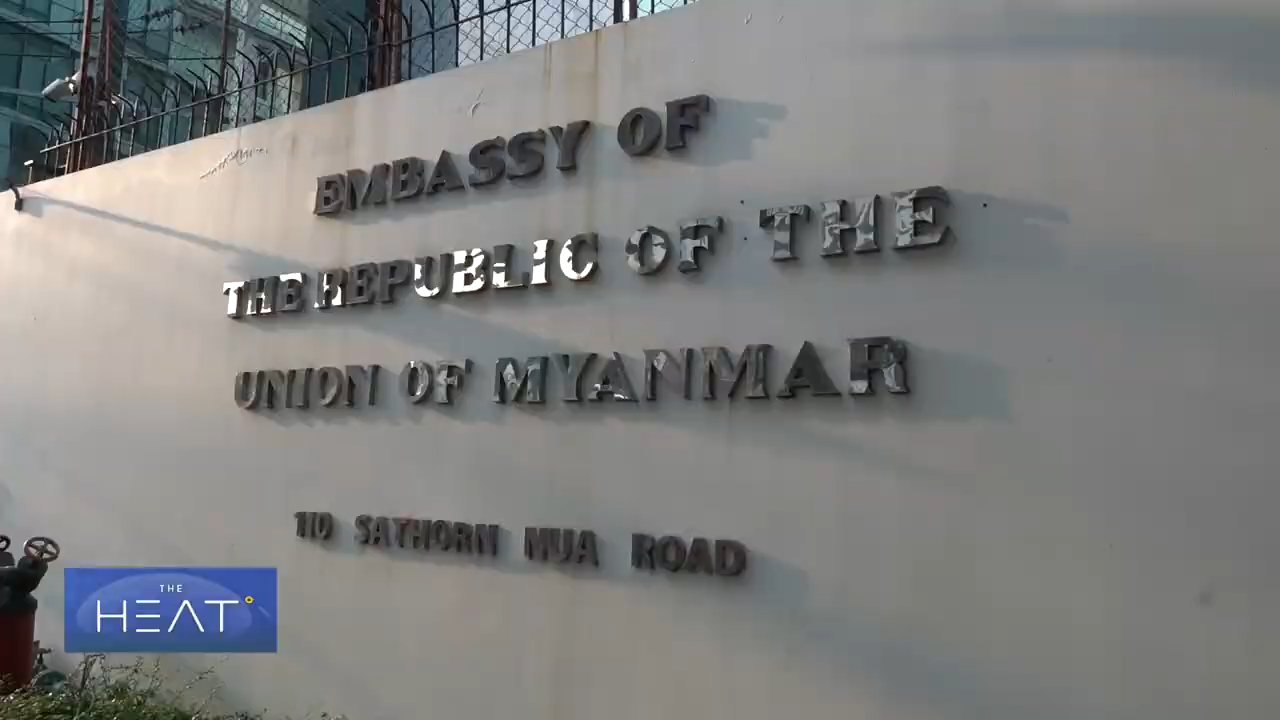 EMBASSY OF
THE REPUBLIC OF THE
UNION OF MYANMAR
110 SATHORN NUA ROAD
THE
HEAT